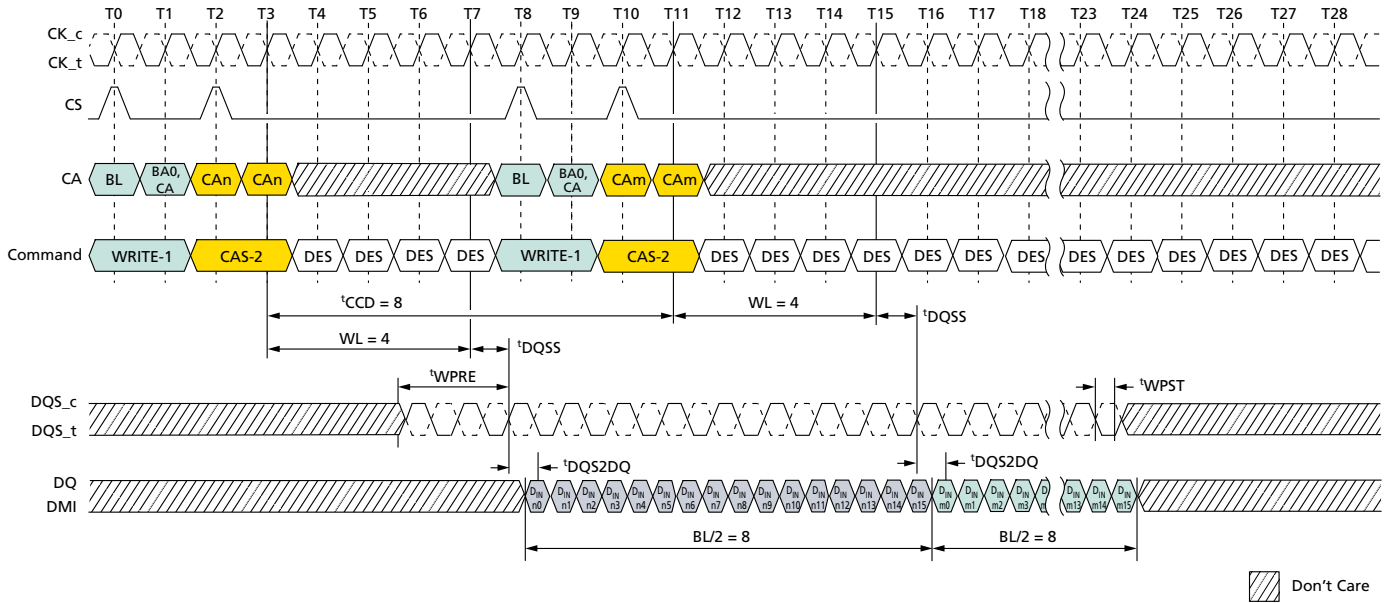 T0 T1 T2 T3 T4 T5 T6 T7 T8 T9 T10 T11 T12 T13 T14 T15 T16 T17 T18 T23 T24 T25 T26 T27 T28
CK_c
CK_t
CS
CA BL BA0, CA CAn CAn BL BA0, CA CAm CAm
Command WRITE-1 CAS-2 DES DES DES DES WRITE-1 CAS-2 DES DES DES DES DES DES DES DES DES DES DES DES DES
tCCD = 8 WL = 4 tDQSS
WL = 4 tDQSS
tWPRE tWPST
DQS_c
DQS_t
tDQS2DQ tDQS2DQ
DQ
DMI
DIN n0 DIN n1 DIN n2 DIN n3 DIN n4 DIN n5 DIN n6 DIN n7 DIN n8 DIN n9 DIN n10 DIN n11 DIN n12 DIN n13 DIN n14 DIN n15 DIN m0 DIN m1 DIN m2 DIN m3 DIN m13 DIN m14 DIN m15
BL/2 = 8 BL/2 = 8
Don't Care